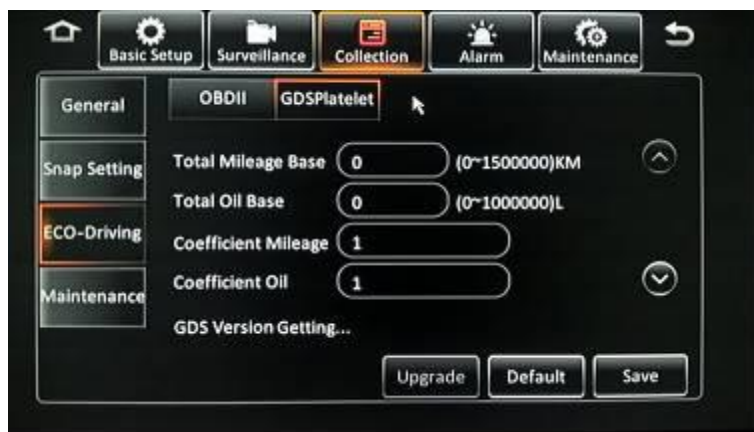 Basic Setup Surveillance Collection Alarm Maintenance
General
OBDII GDSPlatelet
Snap Setting
Total Mileage Base 0 (0~1500000)KM
Total Oil Base 0 (0~1000000)L
ECO-Driving
Coefficient Mileage 1
Maintenance
Coefficient Oil 1
GDS Version Getting...
Upgrade Default Save